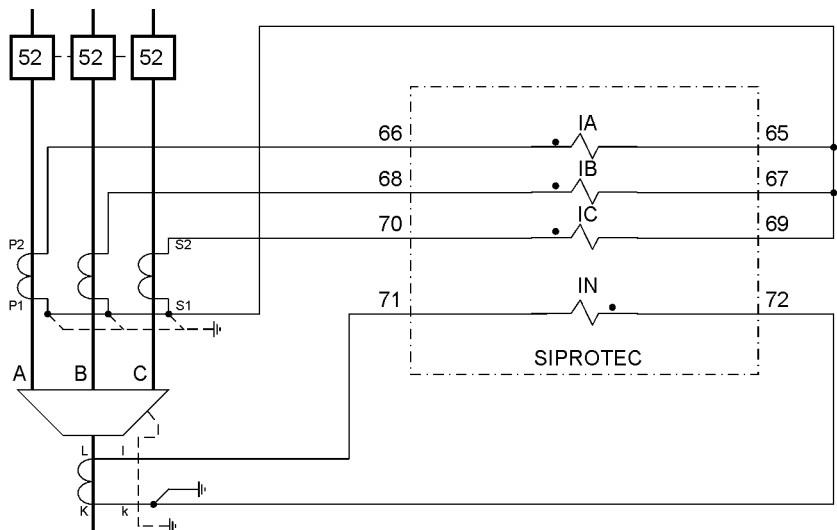 52 52 52
IA
66 65
IB
68 67
IC
70 69
P2 S2
IN
P1 S1 71 72
SIPROTEC
A B C
L l
K k